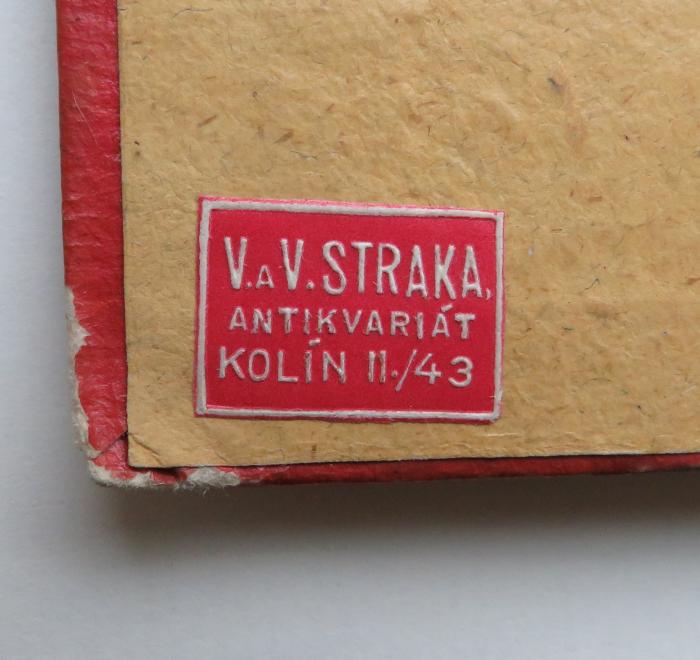 V. A V. STRAKA,
ANTIKVARIÁT
KOLÍN II./43